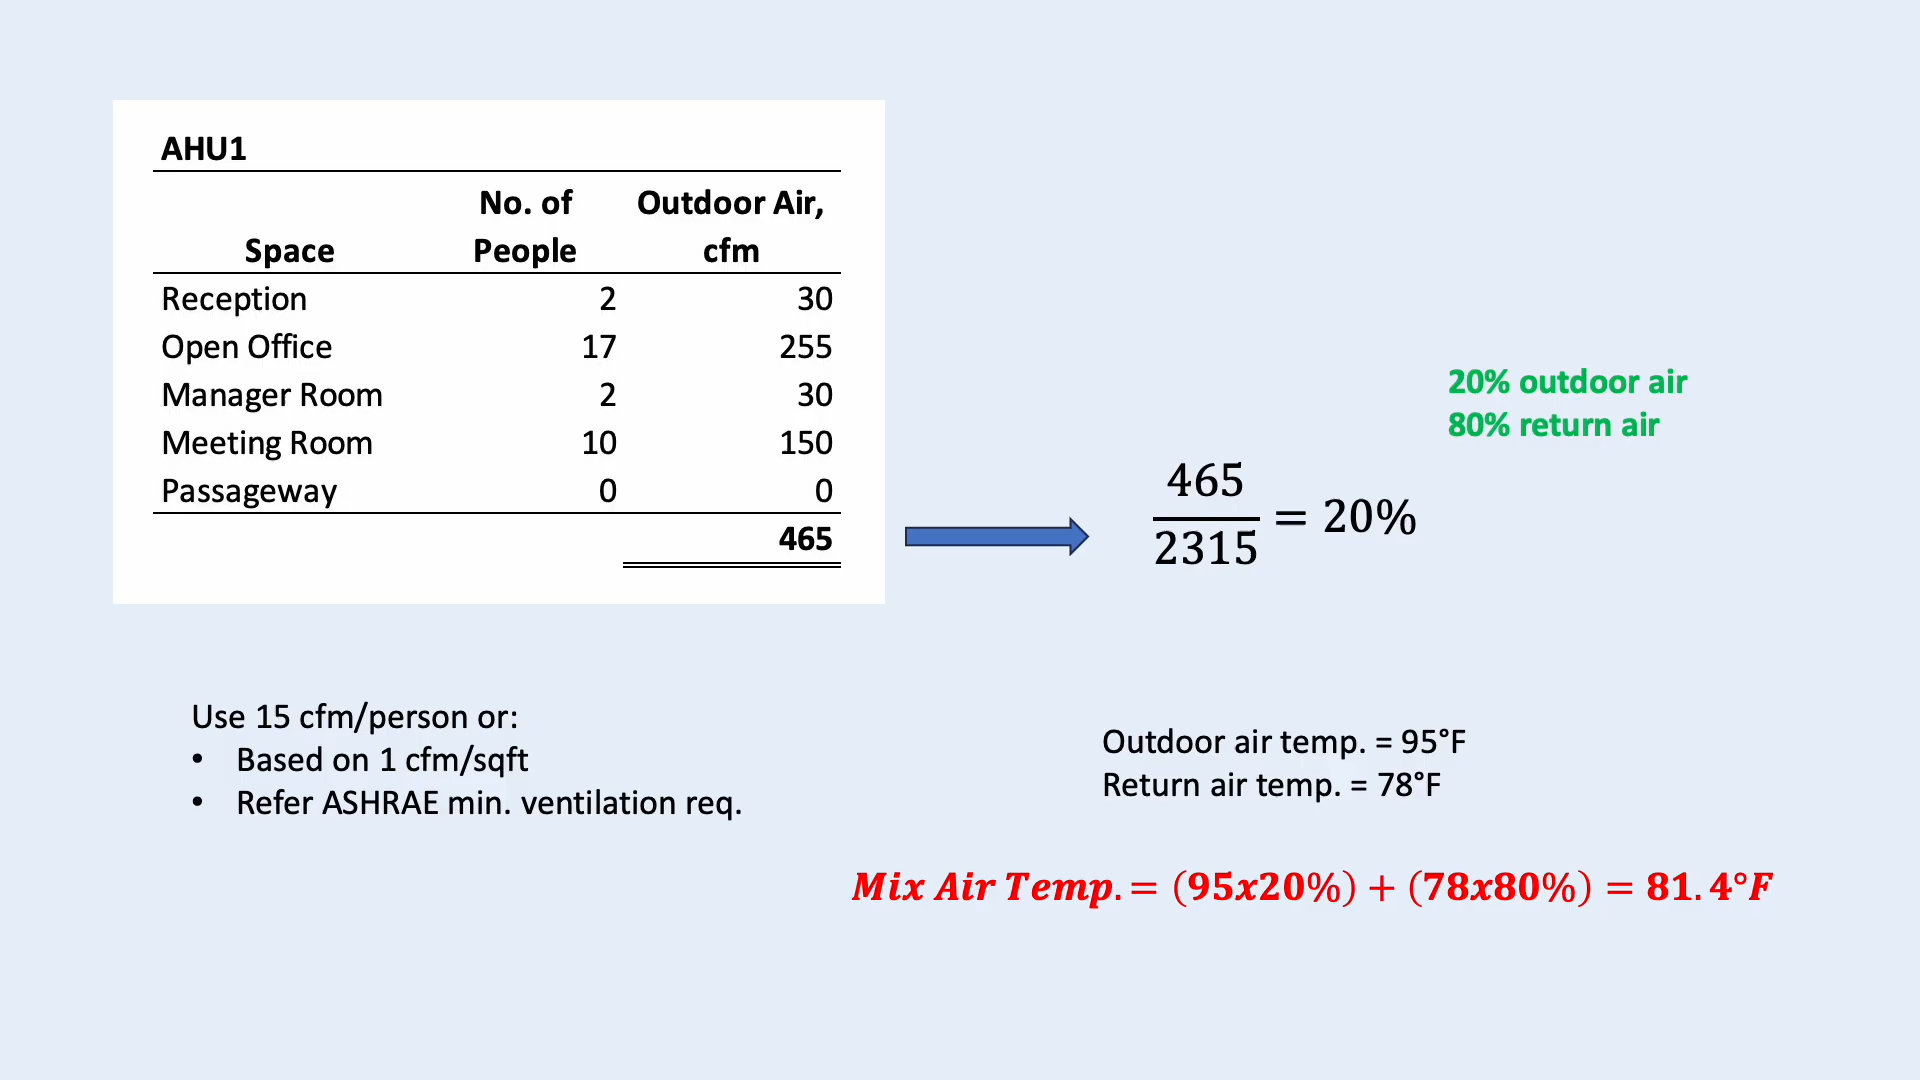 AHU1
No. of Outdoor Air,
Space People cfm
Reception 2 30
Open Office 17 255
Manager Room 2 30
Meeting Room 10 150
Passageway 0 0
465
20% outdoor air
80% return air
465
2315
= 20%
Use 15 cfm/person or:
• Based on 1 cfm/sqft
• Refer ASHRAE min. ventilation req.
Outdoor air temp. = 95°F
Return air temp. = 78°F
Mix Air Temp. = (95x20%) + (78x80%) = 81.4°F